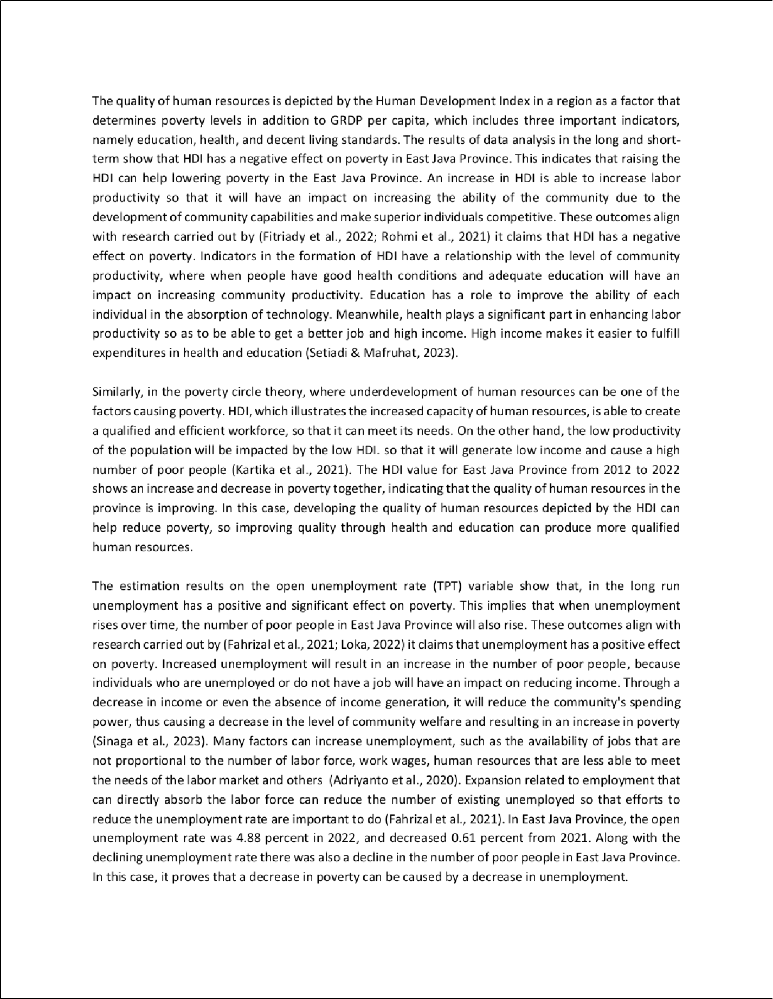 The quality of human resources is depicted by the Human Development Index in a region as a factor that
determines poverty levels in addition to GRDP per capita, which includes three important indicators,
namely education, health, and decent living standards. The results of data analysis in the long and short-
term show that HDI has a negative effect on poverty in East Java Province. This indicates that raising the
HDI can help lowering poverty in the East Java Province. An increase in HDI is able to increase labor
productivity so that it will have an impact on increasing the ability of the community due to the
development of community capabilities and make superior individuals competitive. These outcomes align
with research carried out by (Fitriady et al., 2022; Rohmi et al., 2021) it claims that HDI has a negative
effect on poverty. Indicators in the formation of HDI have a relationship with the level of community
productivity, where when people have good health conditions and adequate education will have an
impact on increasing community productivity. Education has a role to improve the ability of each
individual in the absorption of technology. Meanwhile, health plays a significant part in enhancing labor
productivity so as to be able to get a better job and high income. High income makes it easier to fulfill
expenditures in health and education (Setiadi & Mafruhat, 2023).
Similarly, in the poverty circle theory, where underdevelopment of human resources can be one of the
factors causing poverty. HDI, which illustrates the increased capacity of human resources, is able to create
a qualified and efficient workforce, so that it can meet its needs. On the other hand, the low productivity
of the population will be impacted by the low HDI. so that it will generate low income and cause a high
number of poor people (Kartika et al., 2021). The HDI value for East Java Province from 2012 to 2022
shows an increase and decrease in poverty together, indicating that the quality of human resources in the
province is improving. In this case, developing the quality of human resources depicted by the HDI can
help reduce poverty, so improving quality through health and education can produce more qualified
human resources.
The estimation results on the open unemployment rate (TPT) variable show that, in the long run
unemployment has a positive and significant effect on poverty. This implies that when unemployment
rises over time, the number of poor people in East Java Province will also rise. These outcomes align with
research carried out by (Fahrizal et al., 2021; Loka, 2022) it claims that unemployment has a positive effect
on poverty. Increased unemployment will result in an increase in the number of poor people, because
individuals who are unemployed or do not have a job will have an impact on reducing income. Through a
decrease in income or even the absence of income generation, it will reduce the community's spending
power, thus causing a decrease in the level of community welfare and resulting in an increase in poverty
(Sinaga et al., 2023). Many factors can increase unemployment, such as the availability of jobs that are
not proportional to the number of labor force, work wages, human resources that are less able to meet
the needs of the labor market and others  (Adriyanto et al., 2020). Expansion related to employment that
can directly absorb the labor force can reduce the number of existing unemployed so that efforts to
reduce the unemployment rate are important to do (Fahrizal et al., 2021). In East Java Province, the open
unemployment rate was 4.88 percent in 2022, and decreased 0.61 percent from 2021. Along with the
declining unemployment rate there was also a decline in the number of poor people in East Java Province.
In this case, it proves that a decrease in poverty can be caused by a decrease in unemployment.